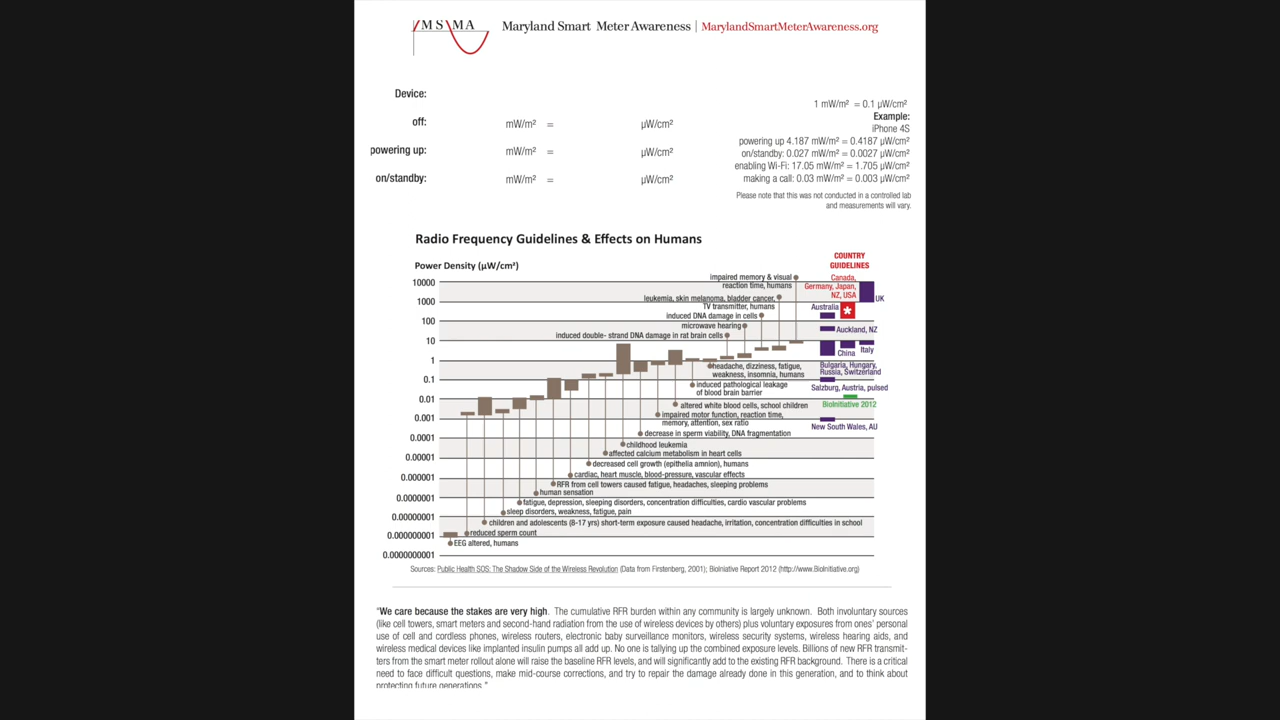 MSMA
Maryland Smart Meter Awareness | MarylandSmartMeterAwareness.org
Device:
off: mW/m² = µW/cm²
powering up: mW/m² = µW/cm²
on/standby: mW/m² = µW/cm²
1 mW/m² = 0.1 µW/cm²
Example:
iPhone 4S
powering up 4.187 mW/m² = 0.4187 µW/cm²
on/standby: 0.027 mW/m² = 0.0027 µW/cm²
enabling Wi-Fi: 17.05 mW/m² = 1.705 µW/cm²
making a call: 0.03 mW/m² = 0.003 µW/cm²
Please note that this was not conducted in a controlled lab
and measurements will vary.
Radio Frequency Guidelines & Effects on Humans
Power Density (µW/cm²)
COUNTRY
GUIDELINES
10000
1000
100
10
1
0.1
0.01
0.001
0.0001
0.00001
0.000001
0.0000001
0.00000001
0.000000001
0.0000000001
impaired memory & visual
reaction time, humans
leukemia, skin melanoma, bladder cancer,
TV transmitter, humans
induced DNA damage in cells
microwave hearing
induced double- strand DNA damage in rat brain cells
headache, dizziness, fatigue,
weakness, insomnia, humans
induced pathological leakage
of blood brain barrier
altered white blood cells, school children
impaired motor function, reaction time,
memory, attention, sex ratio
decrease in sperm viability, DNA fragmentation
childhood leukemia
affected calcium metabolism in heart cells
decreased cell growth (epithelia amnion), humans
cardiac, heart muscle, blood-pressure, vascular effects
RFR from cell towers caused fatigue, headaches, sleeping problems
human sensation
fatigue, depression, sleeping disorders, concentration difficulties, cardio vascular problems
sleep disorders, weakness, fatigue, pain
children and adolescents (8-17 yrs) short-term exposure caused headache, irritation, concentration difficulties in school
reduced sperm count
EEG altered, humans
Canada,
Germany, Japan,
NZ, USA
UK
Australia
*
Auckland, NZ
China
Italy
Bulgaria, Hungary,
Russia, Switzerland
Salzburg, Austria, pulsed
BioInitiative 2012
New South Wales, AU
Sources: Public Health SOS: The Shadow Side of the Wireless Revolution (Data from Firstenberg, 2001); BioIniative Report 2012 (http://www.BioInitiative.org)
"We care because the stakes are very high. The cumulative RFR burden within any community is largely unknown. Both involuntary sources
(like cell towers, smart meters and second-hand radiation from the use of wireless devices by others) plus voluntary exposures from ones' personal
use of cell and cordless phones, wireless routers, electronic baby surveillance monitors, wireless security systems, wireless hearing aids, and
wireless medical devices like implanted insulin pumps all add up. No one is tallying up the combined exposure levels. Billions of new RFR transmit-
ters from the smart meter rollout alone will raise the baseline RFR levels, and will significantly add to the existing RFR background. There is a critical
need to face difficult questions, make mid-course corrections, and try to repair the damage already done in this generation, and to think about
protecting future generations."